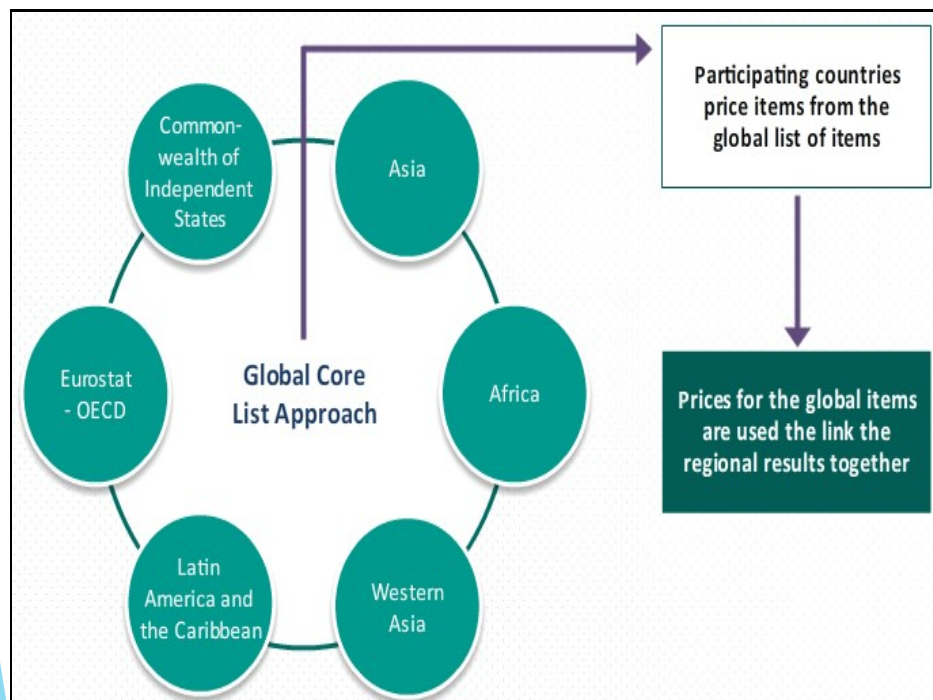 Common-
wealth of
Independent
States
Asia
Participating countries
price items from the
global list of items
Eurostat
- OECD
Global Core
List Approach
Africa
Prices for the global items
are used the link the
regional results together
Latin
America and
the Caribbean
Western
Asia